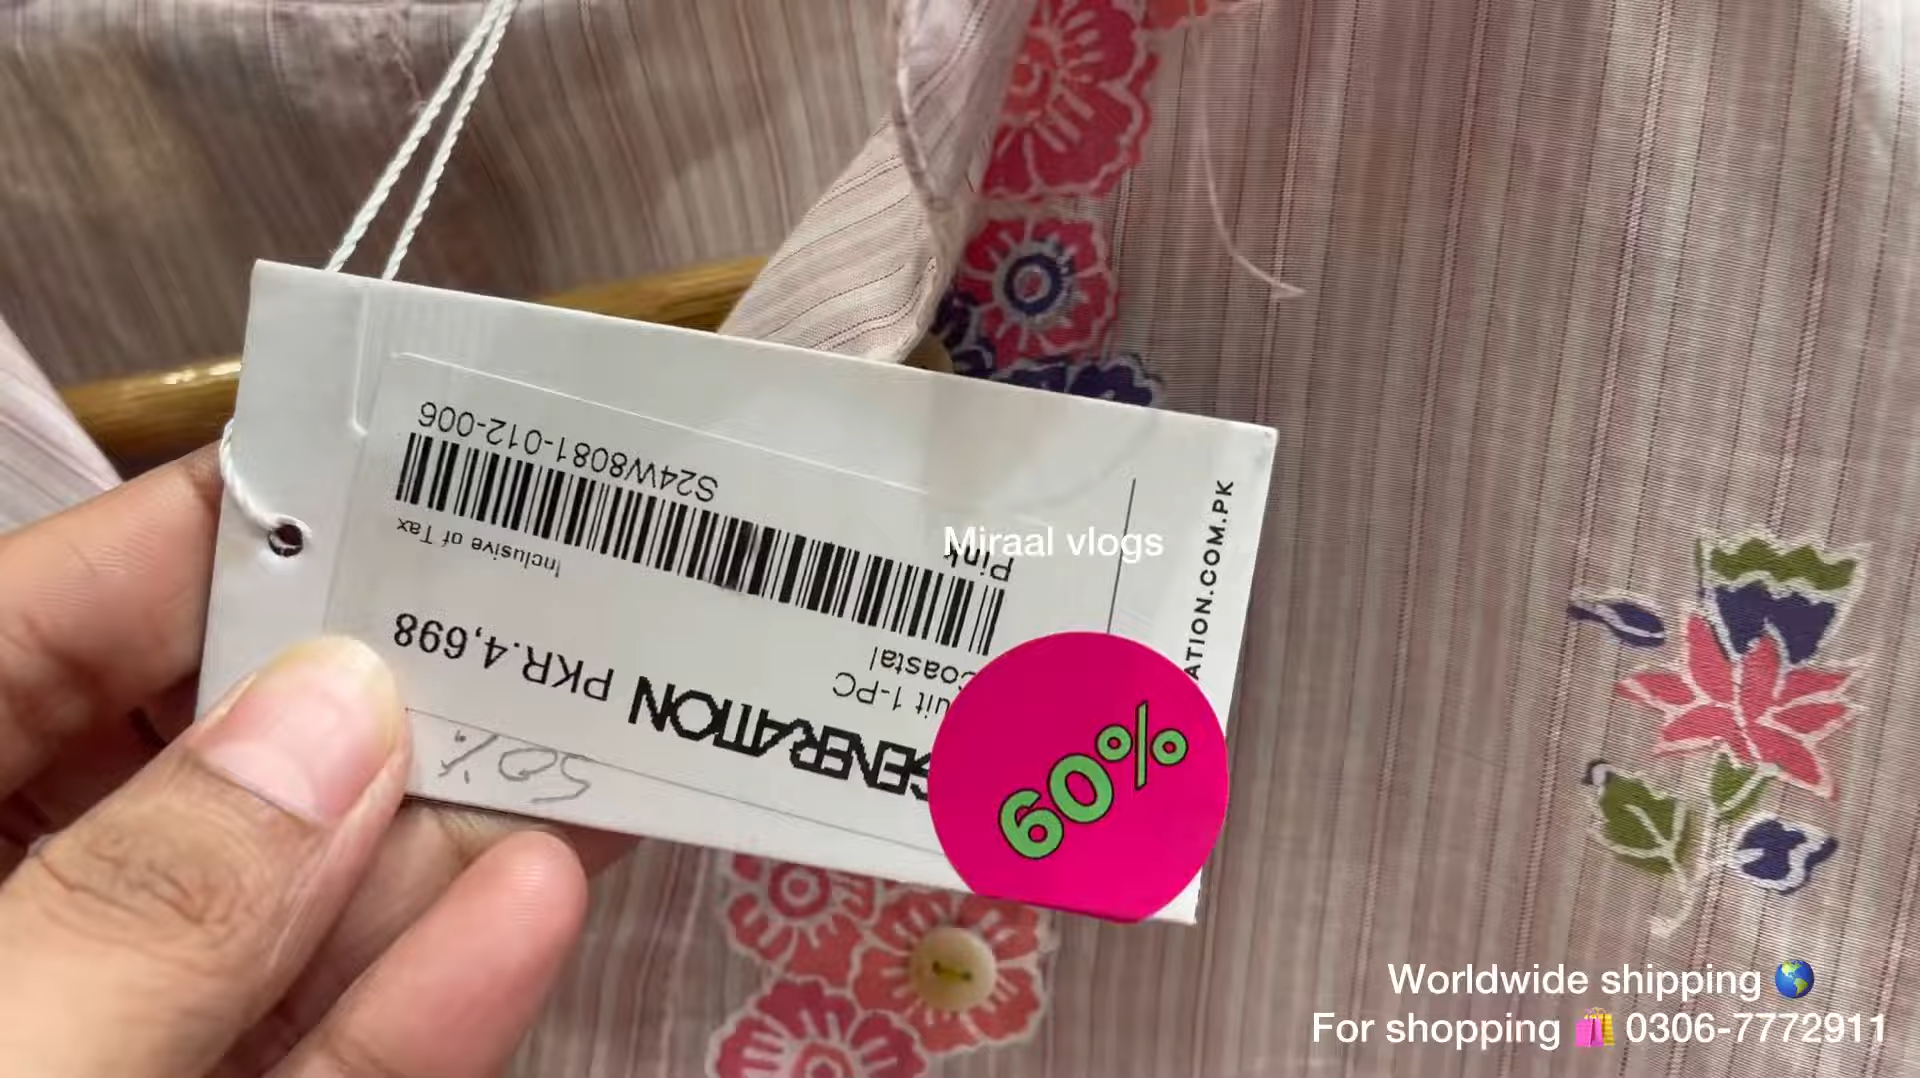 S24W8081-012-006
Pink
Inclusive of Tax
Coastal
uit 1-PC
PKR.4,698
GENERATION
50%
60%
ATION.COM.PK
Miraal vlogs
Worldwide shipping 🌎
For shopping 🛍️ 0306-7772911